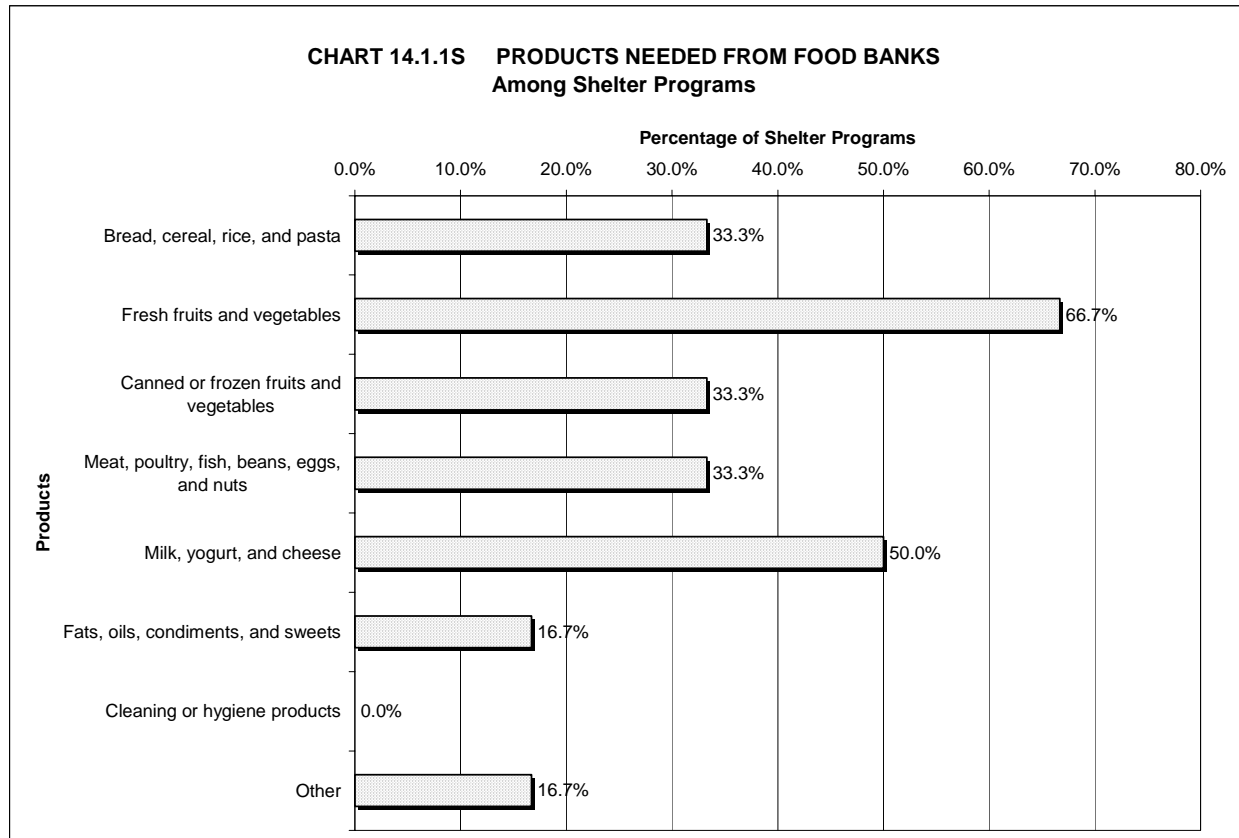 CHART 14.1.1S PRODUCTS NEEDED FROM FOOD BANKS
Among Shelter Programs
Percentage of Shelter Programs
0.0% 10.0% 20.0% 30.0% 40.0% 50.0% 60.0% 70.0% 80.0%
Products
Bread, cereal, rice, and pasta 33.3%
Fresh fruits and vegetables 66.7%
Canned or frozen fruits and
vegetables 33.3%
Meat, poultry, fish, beans, eggs,
and nuts 33.3%
Milk, yogurt, and cheese 50.0%
Fats, oils, condiments, and sweets 16.7%
Cleaning or hygiene products 0.0%
Other 16.7%